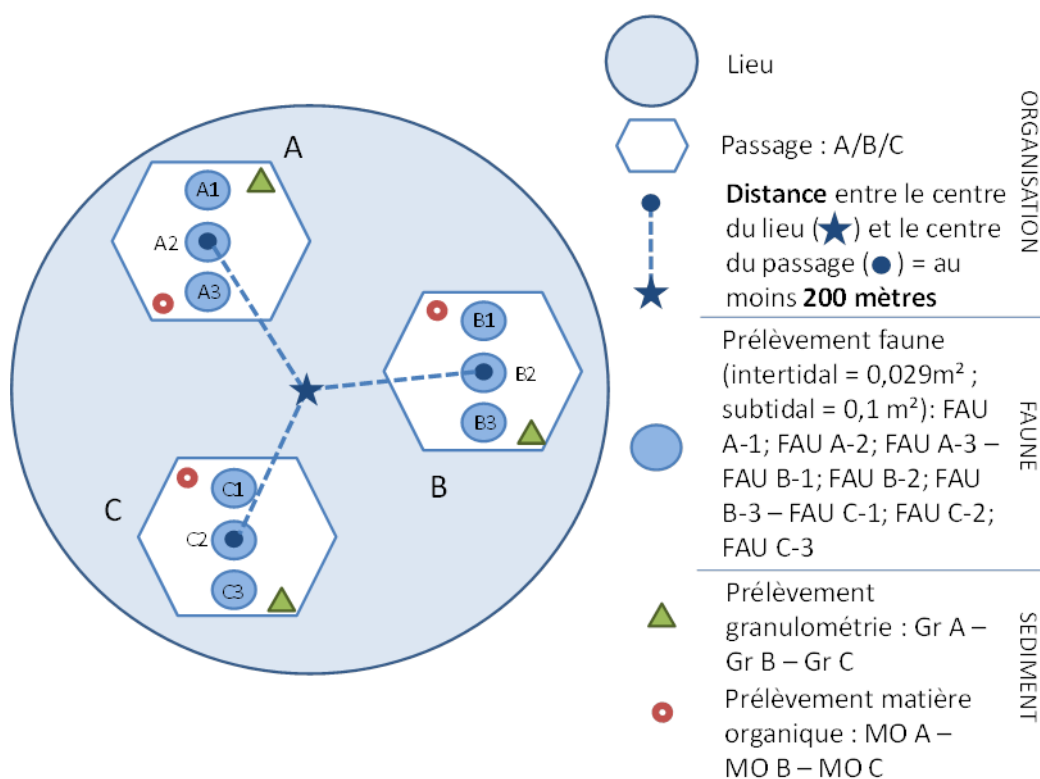 A
A1
A2
A3
B1
B2
B3
B
C
C1
C2
C3
Lieu
Passage : A/B/C
Distance entre le centre
du lieu (★) et le centre
du passage (●) = au
moins 200 mètres
ORGANISATION
Prélèvement faune
(intertidal = 0,029m² ;
subtidal = 0,1 m²): FAU
A-1; FAU A-2; FAU A-3 –
FAU B-1; FAU B-2; FAU
B-3 – FAU C-1; FAU C-2;
FAU C-3
FAUNE
Prélèvement
granulométrie : Gr A –
Gr B – Gr C
Prélèvement matière
organique : MO A –
MO B – MO C
SEDIMENT